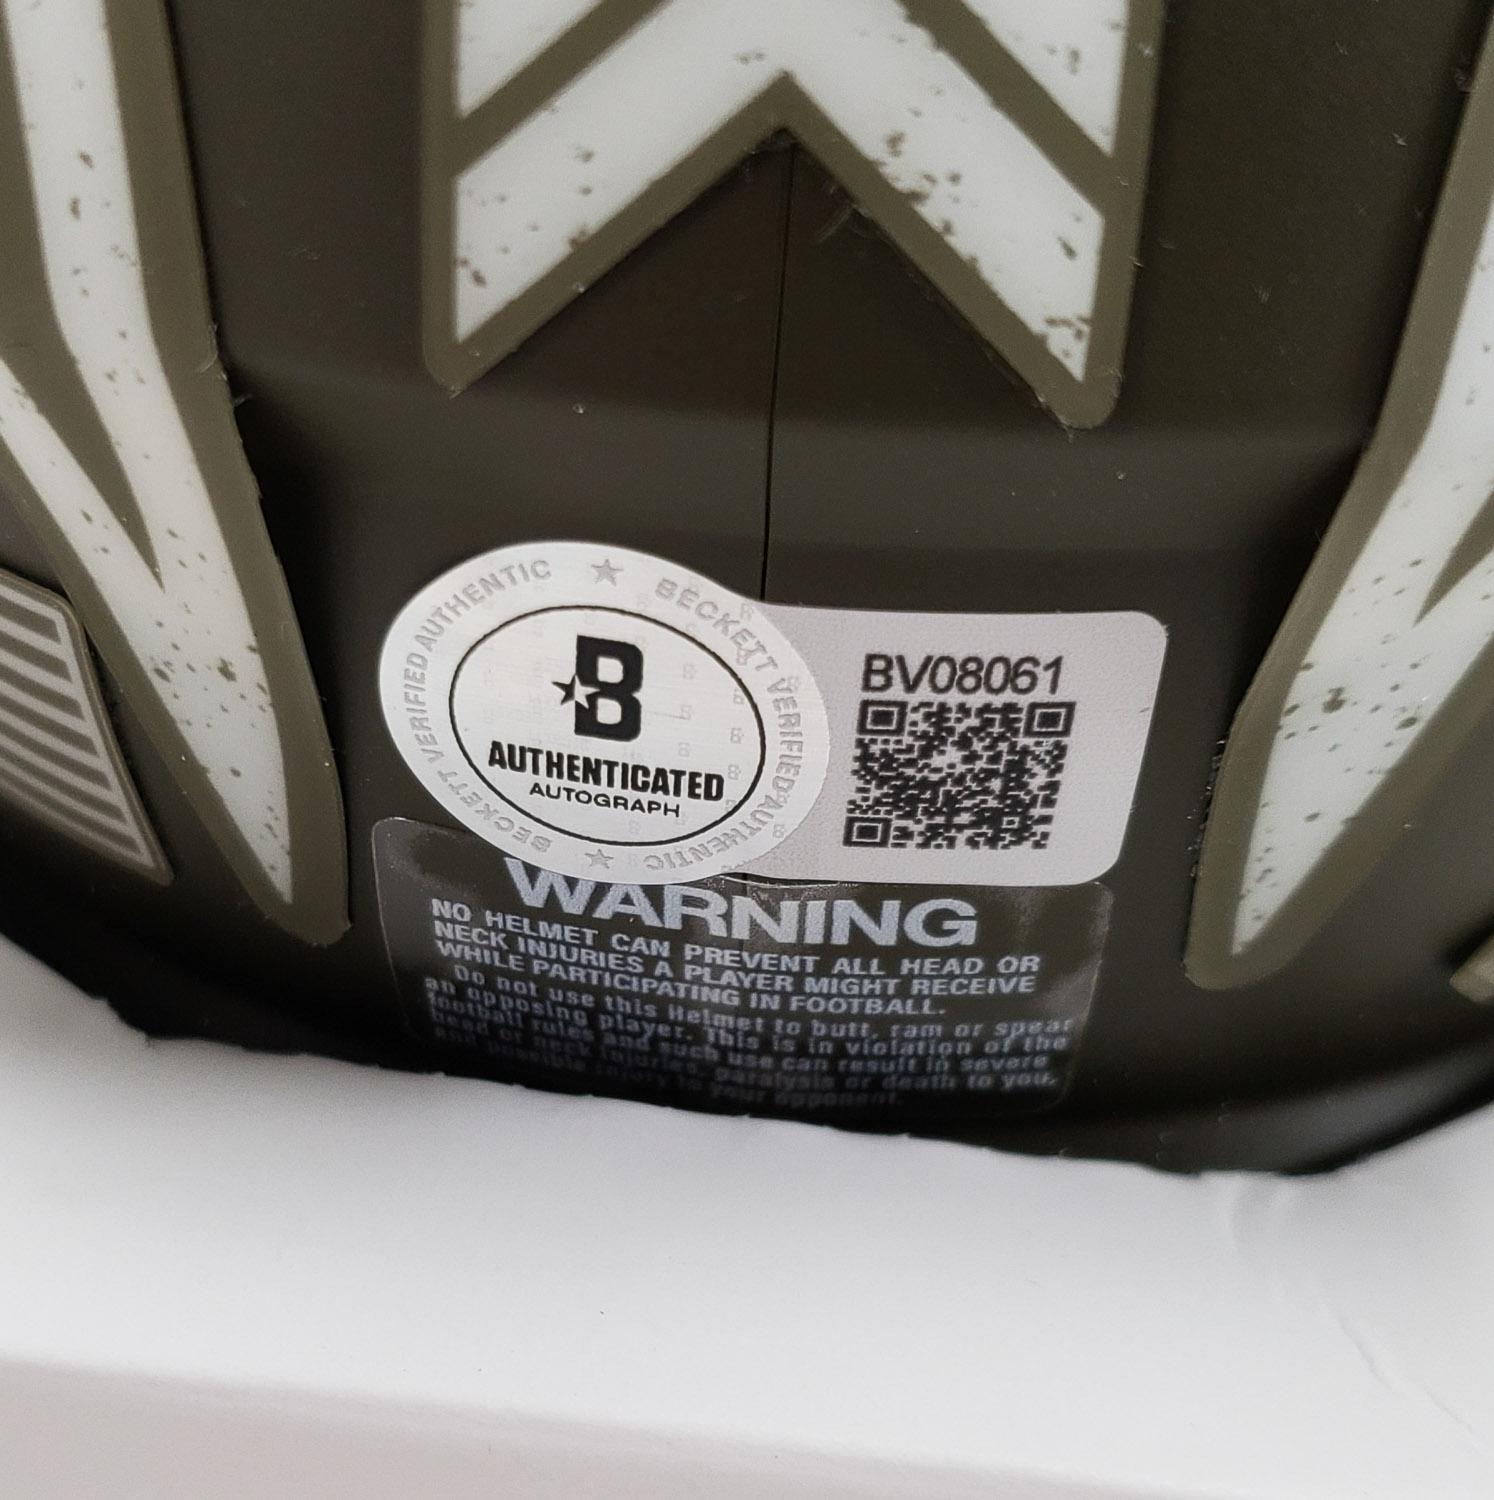 BECKETT VERIFIED AUTHENTIC ★ BECKETT VERIFIED AUTHENTIC ★
B
AUTHENTICATED
AUTOGRAPH
BV08061
WARNING
NO HELMET CAN PREVENT ALL HEAD OR
NECK INJURIES A PLAYER MIGHT RECEIVE
WHILE PARTICIPATING IN FOOTBALL.
Do not use this Helmet to butt, ram or spear
an opposing player. This is in violation of the
football rules and such use can result in severe
head or neck injuries, paralysis or death to you,
and possible injury to
your opponent.